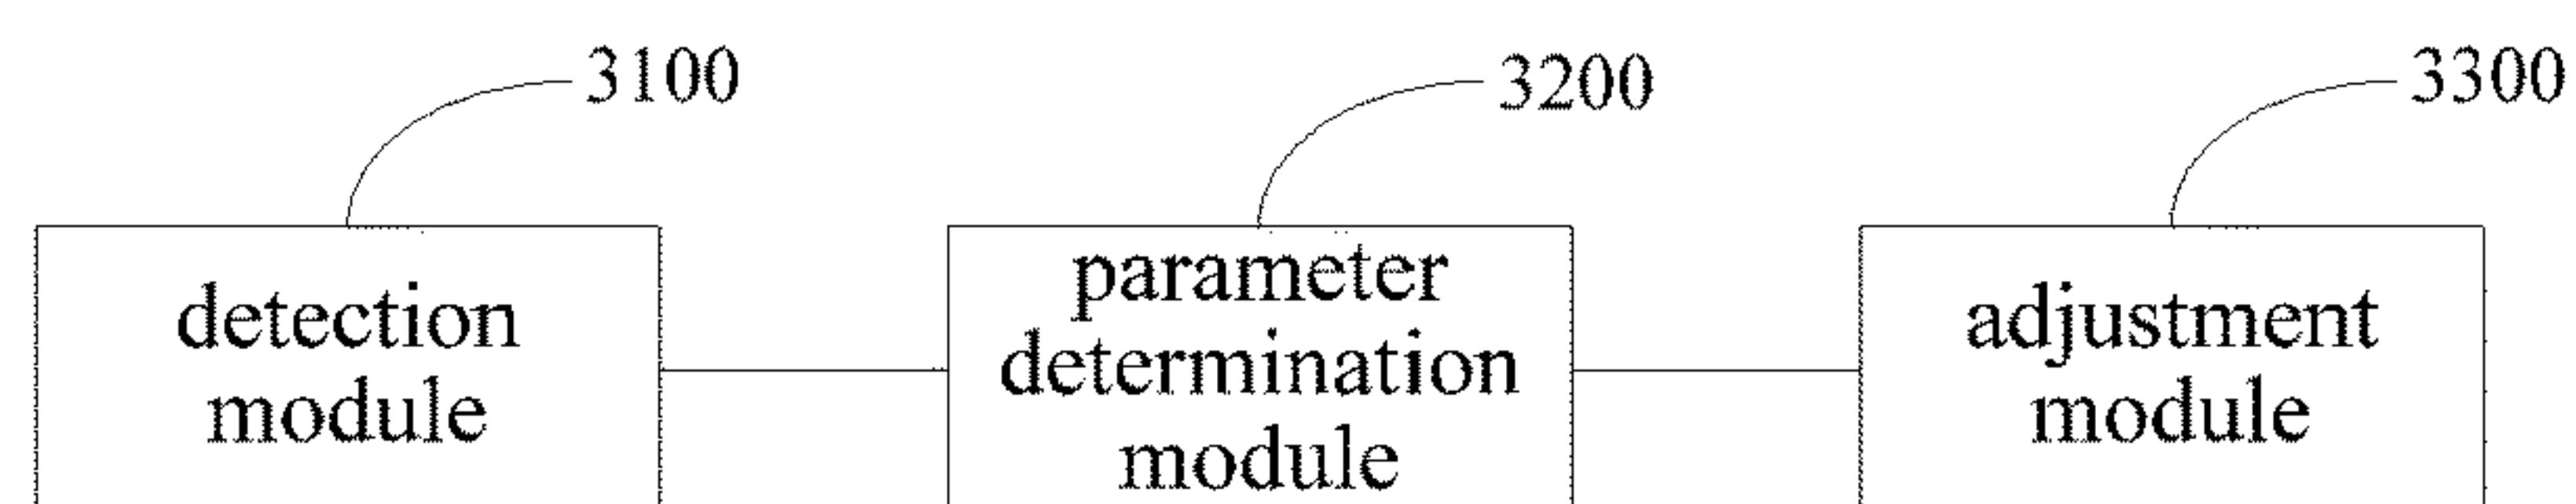 3100
3200
3300
detection
module
parameter
determination
module
adjustment
module